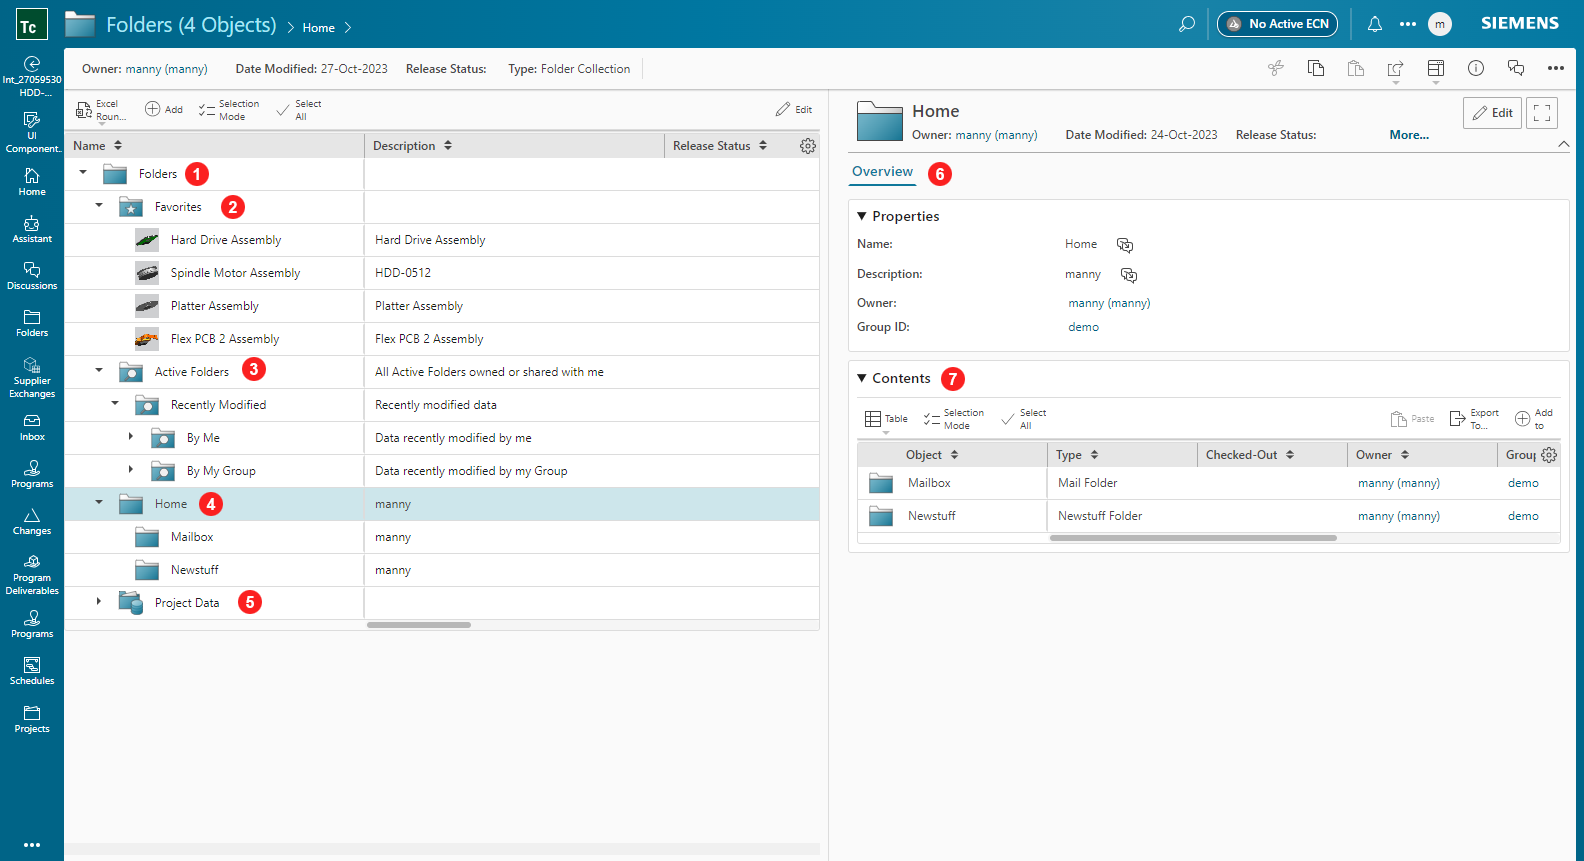 Tc
Folders (4 Objects) > Home >
No Active ECN
m
SIEMENS
Int_27059530
HDD-...
UI
Component..
Home
Assistant
Discussions
Folders
Supplier
Exchanges
Inbox
Programs
Changes
Program
Deliverables
Programs
Schedules
Projects
Owner: manny (manny) Date Modified: 27-Oct-2023 Release Status: Type: Folder Collection
Excel
Roun...
Add
Selection
Mode
Select
All
Edit
Name Description Release Status
Folders 1
Favorites 2
Hard Drive Assembly Hard Drive Assembly
Spindle Motor Assembly HDD-0512
Platter Assembly Platter Assembly
Flex PCB 2 Assembly Flex PCB 2 Assembly
Active Folders 3 All Active Folders owned or shared with me
Recently Modified Recently modified data
By Me Data recently modified by me
By My Group Data recently modified by my Group
Home 4 manny
Mailbox manny
Newstuff manny
Project Data 5
Home
Edit
Owner: manny (manny) Date Modified: 24-Oct-2023 Release Status: More...
Overview 6
Properties
Name: Home
Description: manny
Owner: manny (manny)
Group ID: demo
Contents 7
Table
Selection
Mode
Select
All
Paste
Export
To...
Add
to
Object Type Checked-Out Owner Group
Mailbox Mail Folder manny (manny) demo
Newstuff Newstuff Folder manny (manny) demo